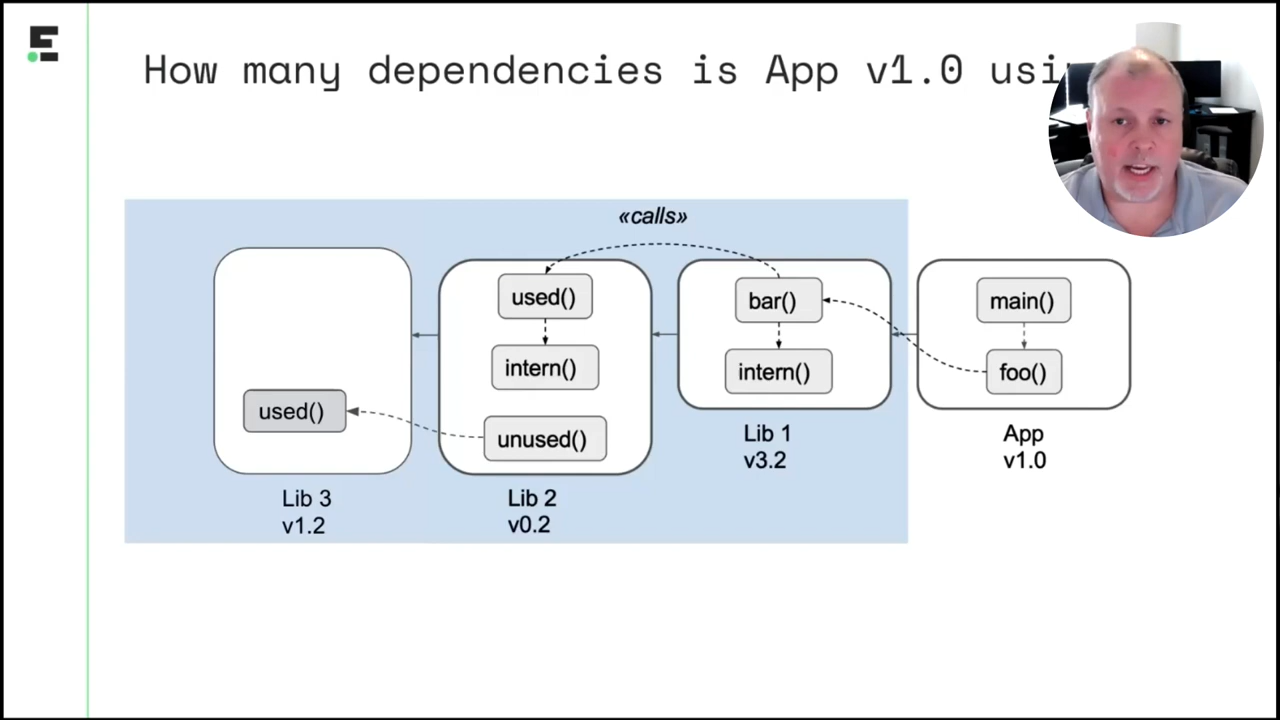 How many dependencies is App v1.0
«calls»
used()
bar()
main()
intern()
intern()
foo()
used()
unused()
Lib 3
v1.2
Lib 2
v0.2
Lib 1
v3.2
App
v1.0